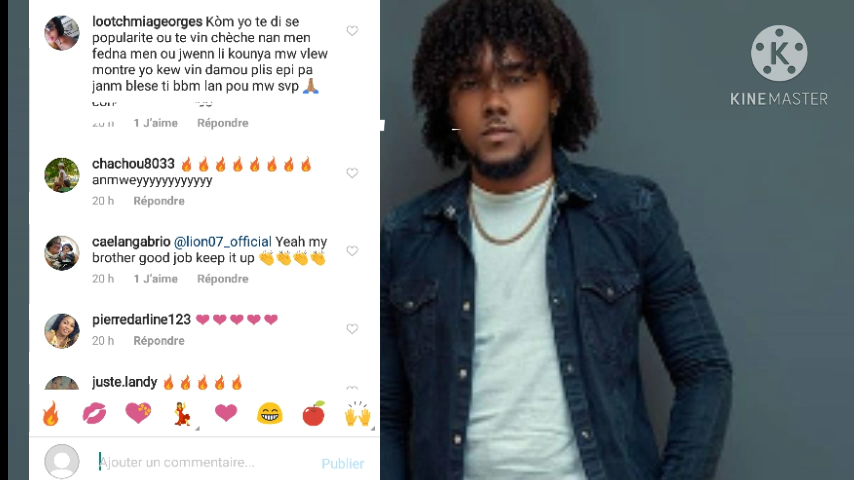 lootchmiageorges Kòm yo te di se
popularite ou te vin chèche nan men
fedna men ou jwenn li kounya mw vlew
montre yo kew vin damou plis epi pa
janm blese ti bbm lan pou mw svp 🙏🏽
1 J'aime Répondre
chachou8033 🔥🔥🔥🔥🔥🔥🔥🔥
anmweyyyyyyyyyyyy
20 h Répondre
caelangabrio @lion07_official Yeah my
brother good job keep it up 👏👏👏👏
20 h 1 J'aime Répondre
pierredarline123 ❤❤❤❤❤
20 h Répondre
juste.landy 🔥🔥🔥🔥🔥
Ajouter un commentaire... Publier
K
KINEMASTER